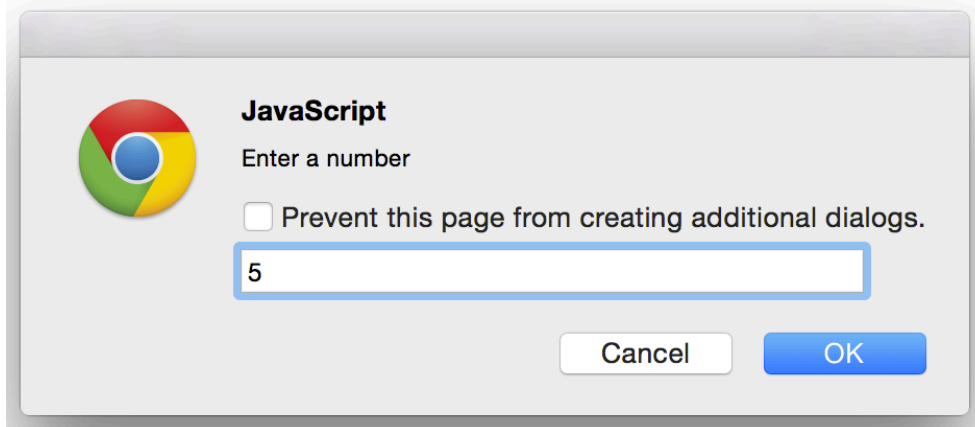 JavaScript
Enter a number
Prevent this page from creating additional dialogs.
5
Cancel OK